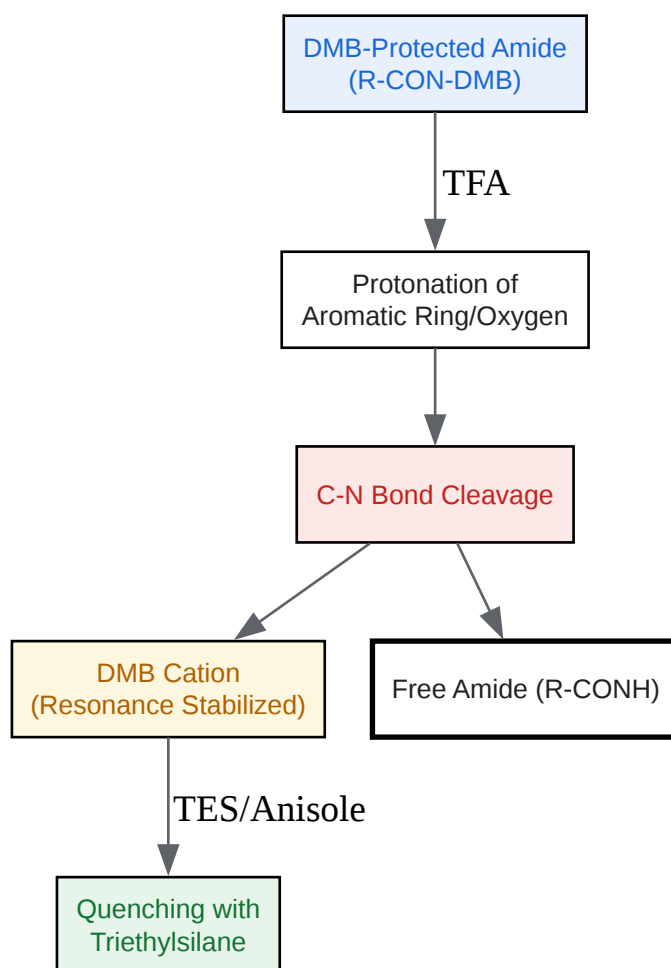 DMB-Protected Amide
(R-CON-DMB)
TFA
Protonation of
Aromatic Ring/Oxygen
C-N Bond Cleavage
DMB Cation
(Resonance Stabilized)
Free Amide (R-CONH)
TES/Anisole
Quenching with
Triethylsilane